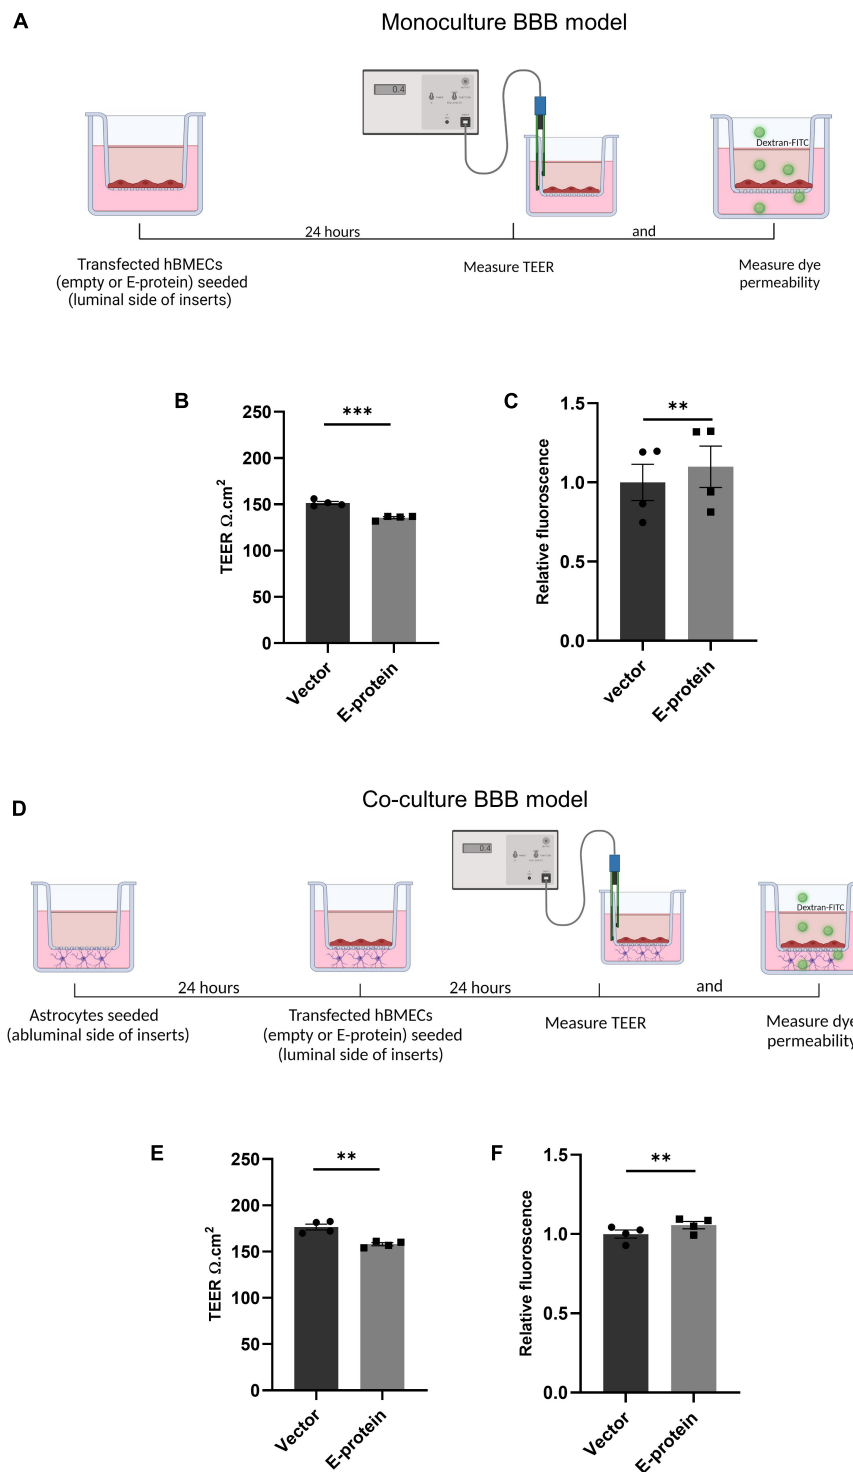 A
Monoculture BBB model
0.4
Dextran-FITC
24 hours
and
Transfected hBMECs
(empty or E-protein) seeded
(luminal side of inserts)
Measure TEER
Measure dye
permeability
B
250
200
150
100
50
0
TEER Ω.cm²
***
Vector
E-protein
C
1.5
1.0
0.5
0.0
Relative fluoroscence
**
vector
E-protein
D
Co-culture BBB model
0.4
Dextran-FITC
24 hours
24 hours
and
Astrocytes seeded
(abluminal side of inserts)
Transfected hBMECs
(empty or E-protein) seeded
(luminal side of inserts)
Measure TEER
Measure dye
permeability
E
250
200
150
100
50
0
TEER Ω.cm²
**
Vector
E-protein
F
1.5
1.0
0.5
0.0
Relative fluoroscence
**
Vector
E-protein